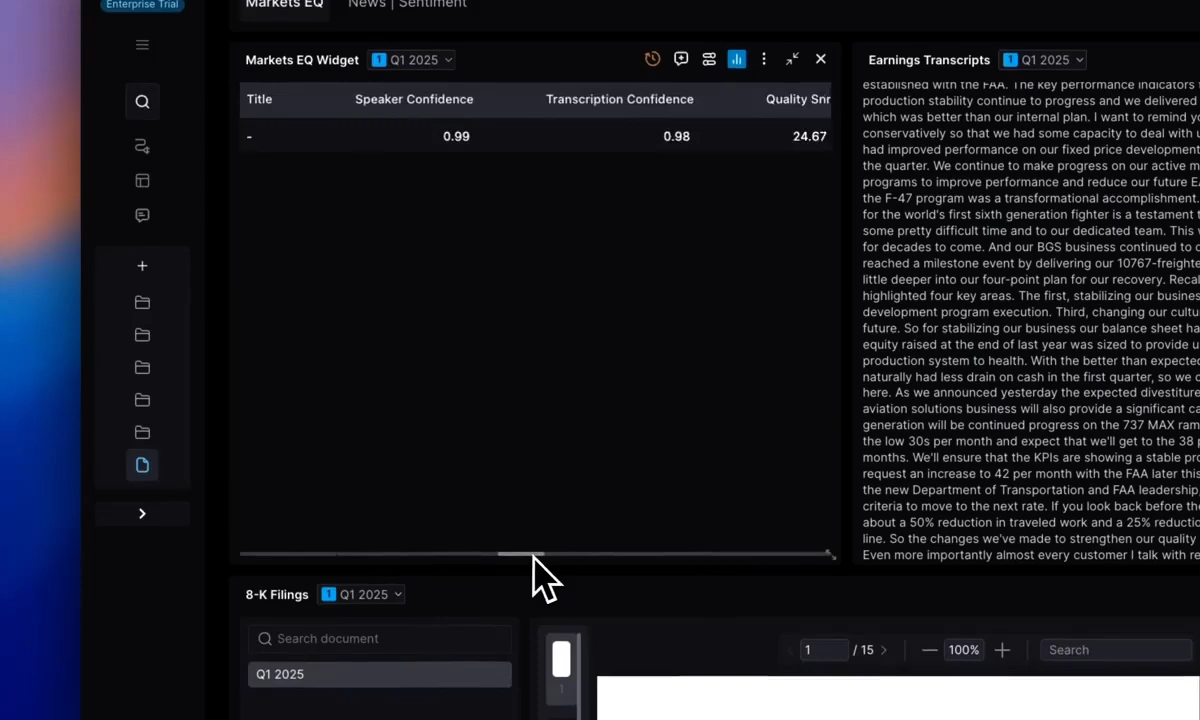 Enterprise Trial
Markets EQ
News | Sentiment
Markets EQ Widget
1 Q1 2025
Title Speaker Confidence Transcription Confidence Quality Snr
- 0.99 0.98 24.67
Earnings Transcripts
1 Q1 2025
established with the FAA. The key performance indicators
production stability continue to progress and we delivered
which was better than our internal plan. I want to remind
conservatively so that we had some capacity to deal with
had improved performance on our fixed price development
the quarter. We continue to make progress on our active
programs to improve performance and reduce our future
the F-47 program was a transformational accomplishment.
for the world's first sixth generation fighter is a testament
some pretty difficult time and to our dedicated team. This
for decades to come. And our BGS business continued to
reached a milestone event by delivering our 10767-freighte
little deeper into our four-point plan for our recovery. Recal
highlighted four key areas. The first, stabilizing our busines
development program execution. Third, changing our cultu
future. So for stabilizing our business our balance sheet ha
equity raised at the end of last year was sized to provide
production system to health. With the better than expected
naturally had less drain on cash in the first quarter, so we
here. As we announced yesterday the expected divestiture
aviation solutions business will also provide a significant
generation will be continued progress on the 737 MAX ram
the low 30s per month and expect that we'll get to the 38
months. We'll ensure that the KPIs are showing a stable
request an increase to 42 per month with the FAA later this
the new Department of Transportation and FAA leadership,
criteria to move to the next rate. If you look back before the
about a 50% reduction in traveled work and a 25% reductio
line. So the changes we've made to strengthen our quality
Even more importantly almost every customer I talk with
8-K Filings
1 Q1 2025
Search document
Q1 2025
1
1 / 15
100%
Search